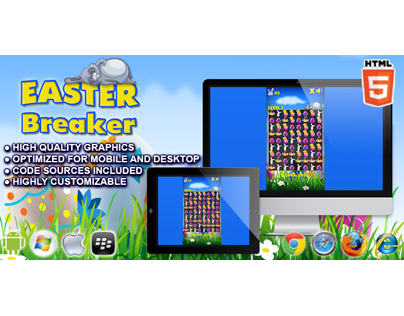 EASTER
Breaker
• HIGH QUALITY GRAPHICS
• OPTIMIZED FOR MOBILE AND DESKTOP
• CODE SOURCES INCLUDED
• HIGHLY CUSTOMIZABLE
HTML
5